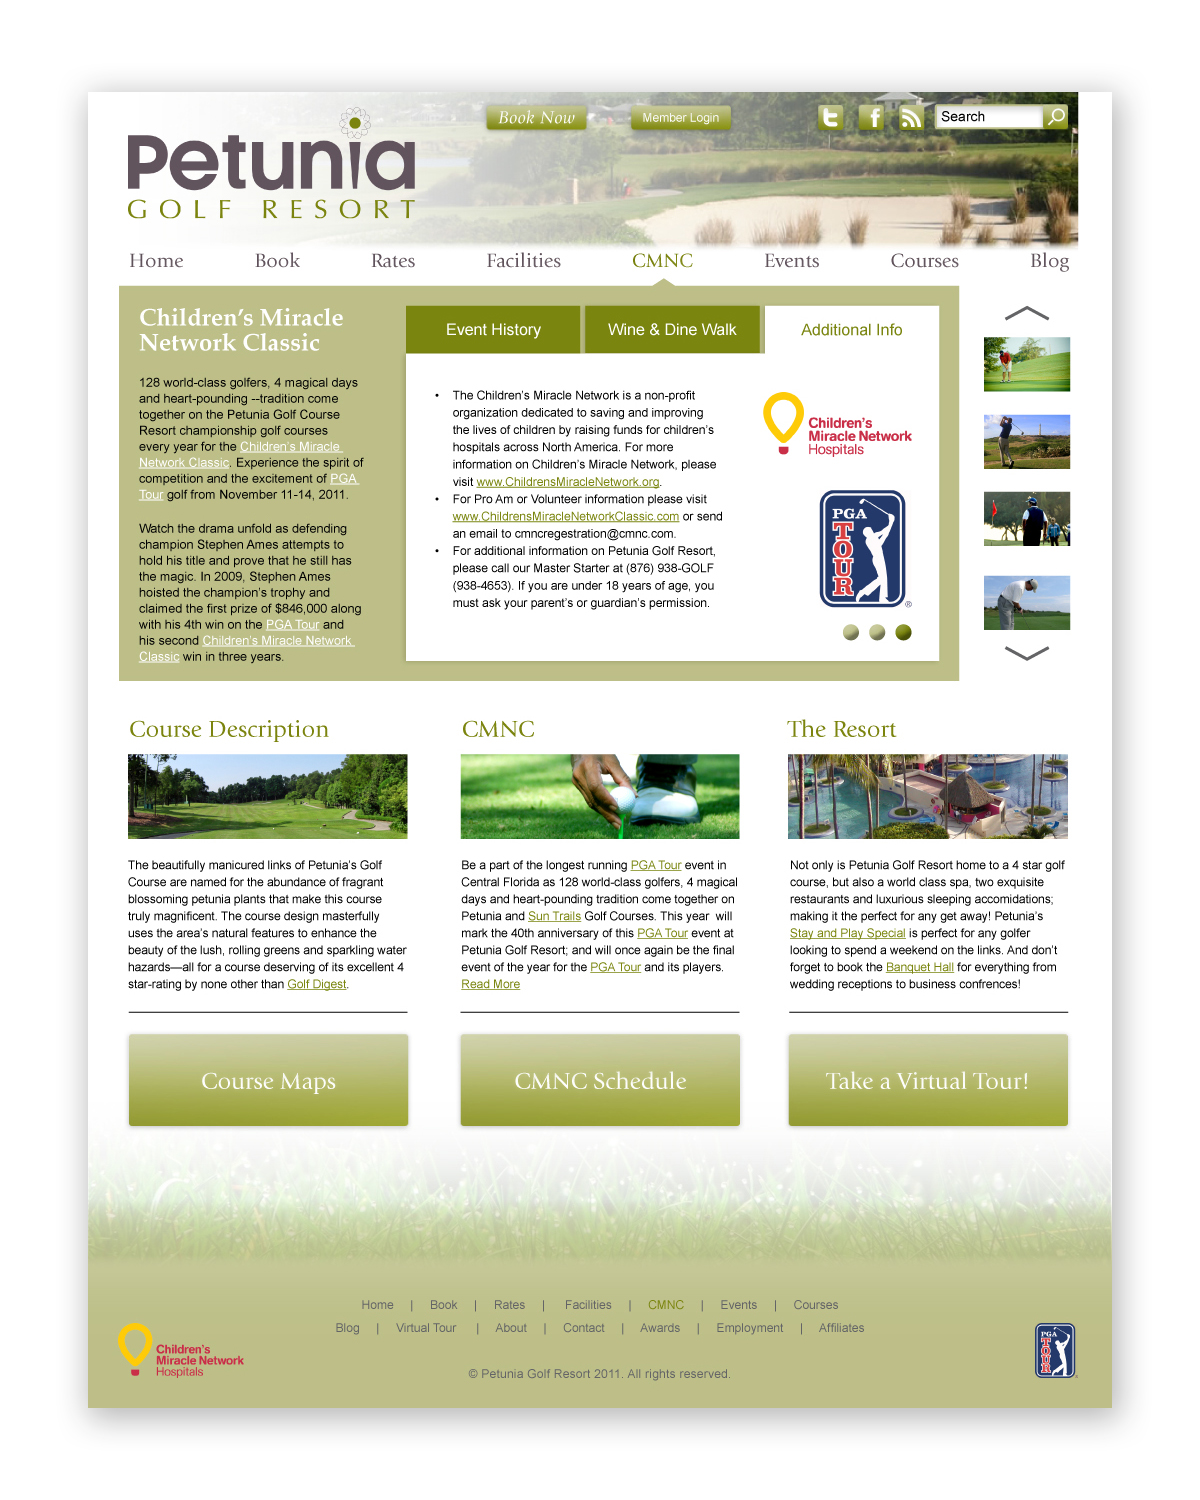 Petunia
GOLF RESORT
Book Now
Member Login
Search
Home Book Rates Facilities CMNC Events Courses Blog
Children's Miracle
Network Classic
128 world-class golfers, 4 magical days
and heart-pounding --tradition come
together on the Petunia Golf Course
Resort championship golf courses
every year for the Children's Miracle
Network Classic. Experience the spirit of
competition and the excitement of PGA
Tour golf from November 11-14, 2011.
Watch the drama unfold as defending
champion Stephen Ames attempts to
hold his title and prove that he still has
the magic. In 2009, Stephen Ames
hoisted the champion's trophy and
claimed the first prize of $846,000 along
with his 4th win on the PGA Tour and
his second Children's Miracle Network
Classic win in three years.
Event History
Wine & Dine Walk
Additional Info
• The Children's Miracle Network is a non-profit
organization dedicated to saving and improving
the lives of children by raising funds for children's
hospitals across North America. For more
information on Children's Miracle Network, please
visit www.ChildrensMiracleNetwork.org.
• For Pro Am or Volunteer information please visit
www.ChildrensMiracleNetworkClassic.com or send
an email to cmncregestration@cmnc.com.
• For additional information on Petunia Golf Resort,
please call our Master Starter at (876) 938-GOLF
(938-4653). If you are under 18 years of age, you
must ask your parent's or guardian's permission.
Children's
Miracle Network
Hospitals
PGA
TOUR
®
Course Description
The beautifully manicured links of Petunia's Golf
Course are named for the abundance of fragrant
blossoming petunia plants that make this course
truly magnificent. The course design masterfully
uses the area's natural features to enhance the
beauty of the lush, rolling greens and sparkling water
hazards—all for a course deserving of its excellent 4
star-rating by none other than Golf Digest.
CMNC
Be a part of the longest running PGA Tour event in
Central Florida as 128 world-class golfers, 4 magical
days and heart-pounding tradition come together on
Petunia and Sun Trails Golf Courses. This year will
mark the 40th anniversary of this PGA Tour event at
Petunia Golf Resort; and will once again be the final
event of the year for the PGA Tour and its players.
Read More
The Resort
Not only is Petunia Golf Resort home to a 4 star golf
course, but also a world class spa, two exquisite
restaurants and luxurious sleeping accomidations;
making it the perfect for any get away! Petunia's
Stay and Play Special is perfect for any golfer
looking to spend a weekend on the links. And don't
forget to book the Banquet Hall for everything from
wedding receptions to business confrences!
Course Maps
CMNC Schedule
Take a Virtual Tour!
Home | Book | Rates | Facilities | CMNC | Events | Courses
Blog | Virtual Tour | About | Contact | Awards | Employment | Affiliates
Children's
Miracle Network
Hospitals
© Petunia Golf Resort 2011. All rights reserved.
PGA
TOUR